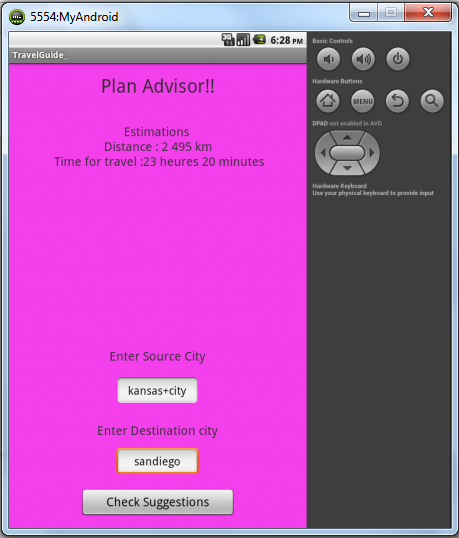 5554:MyAndroid
3G
6:28 PM
TravelGuide_
Plan Advisor!!
Estimations
Distance : 2 495 km
Time for travel :23 heures 20 minutes
Enter Source City
kansas+city
Enter Destination city
sandiego
Check Suggestions
Basic Controls
Hardware Buttons
MENU
DPAD not enabled in AVD
Hardware Keyboard
Use your physical keyboard to provide input